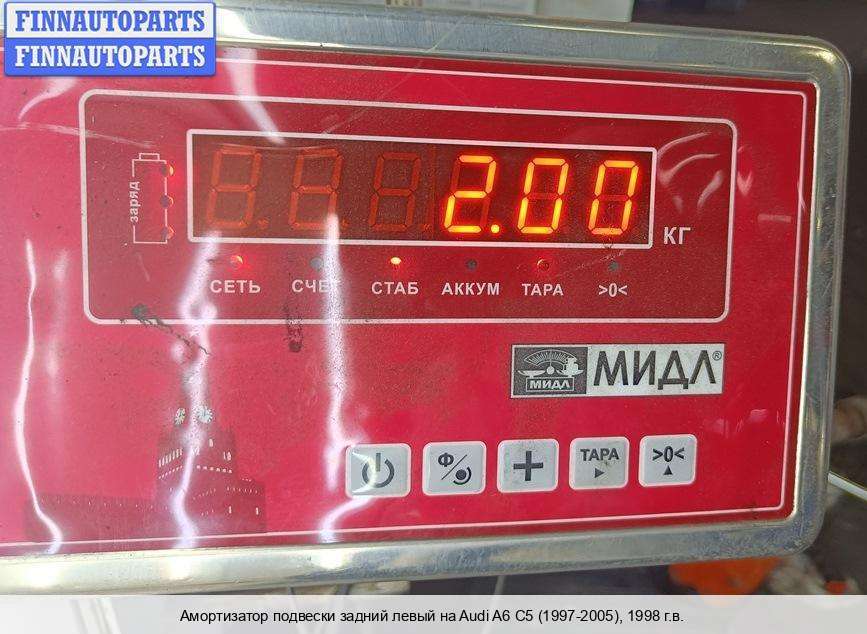 FINNAUTOPARTS
FINNAUTOPARTS
заряд
2.00
КГ
СЕТЬ СЧЕТ СТАБ АККУМ ТАРА >0<
МИДЛ
МИДЛ®
Ф ТАРА >0<
Амортизатор подвески задний левый на Audi A6 C5 (1997-2005), 1998 г.в.